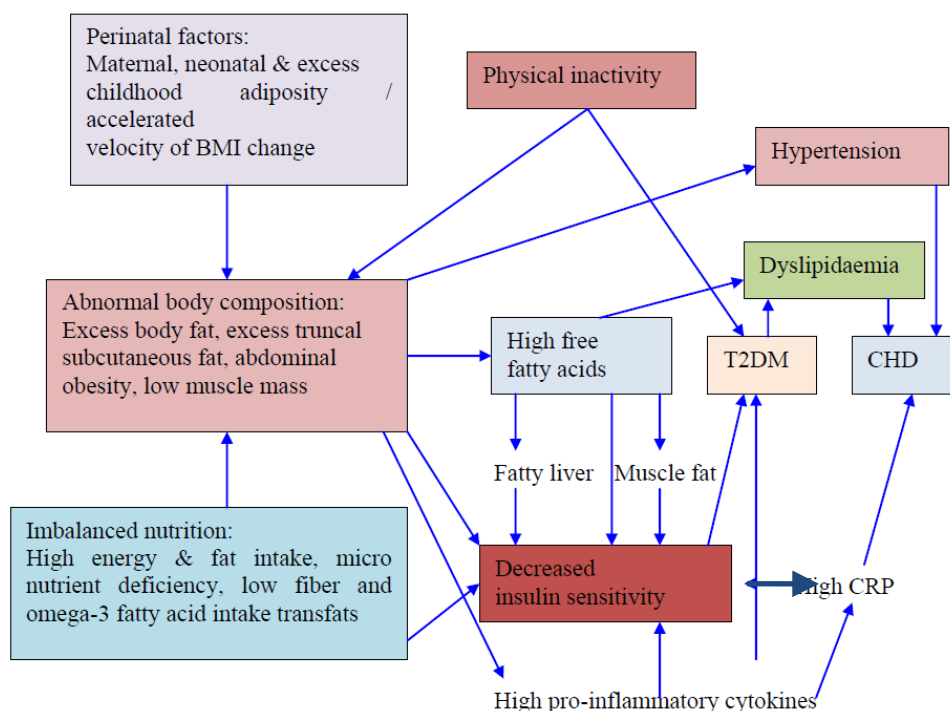 Perinatal factors:
Maternal, neonatal & excess
childhood adiposity /
accelerated
velocity of BMI change
Physical inactivity
Hypertension
Dyslipidaemia
Abnormal body composition:
Excess body fat, excess truncal
subcutaneous fat, abdominal
obesity, low muscle mass
High free
fatty acids
T2DM
CHD
Fatty liver
Muscle fat
Imbalanced nutrition:
High energy & fat intake, micro
nutrient deficiency, low fiber and
omega-3 fatty acid intake transfats
Decreased
insulin sensitivity
High CRP
High pro-inflammatory cytokines